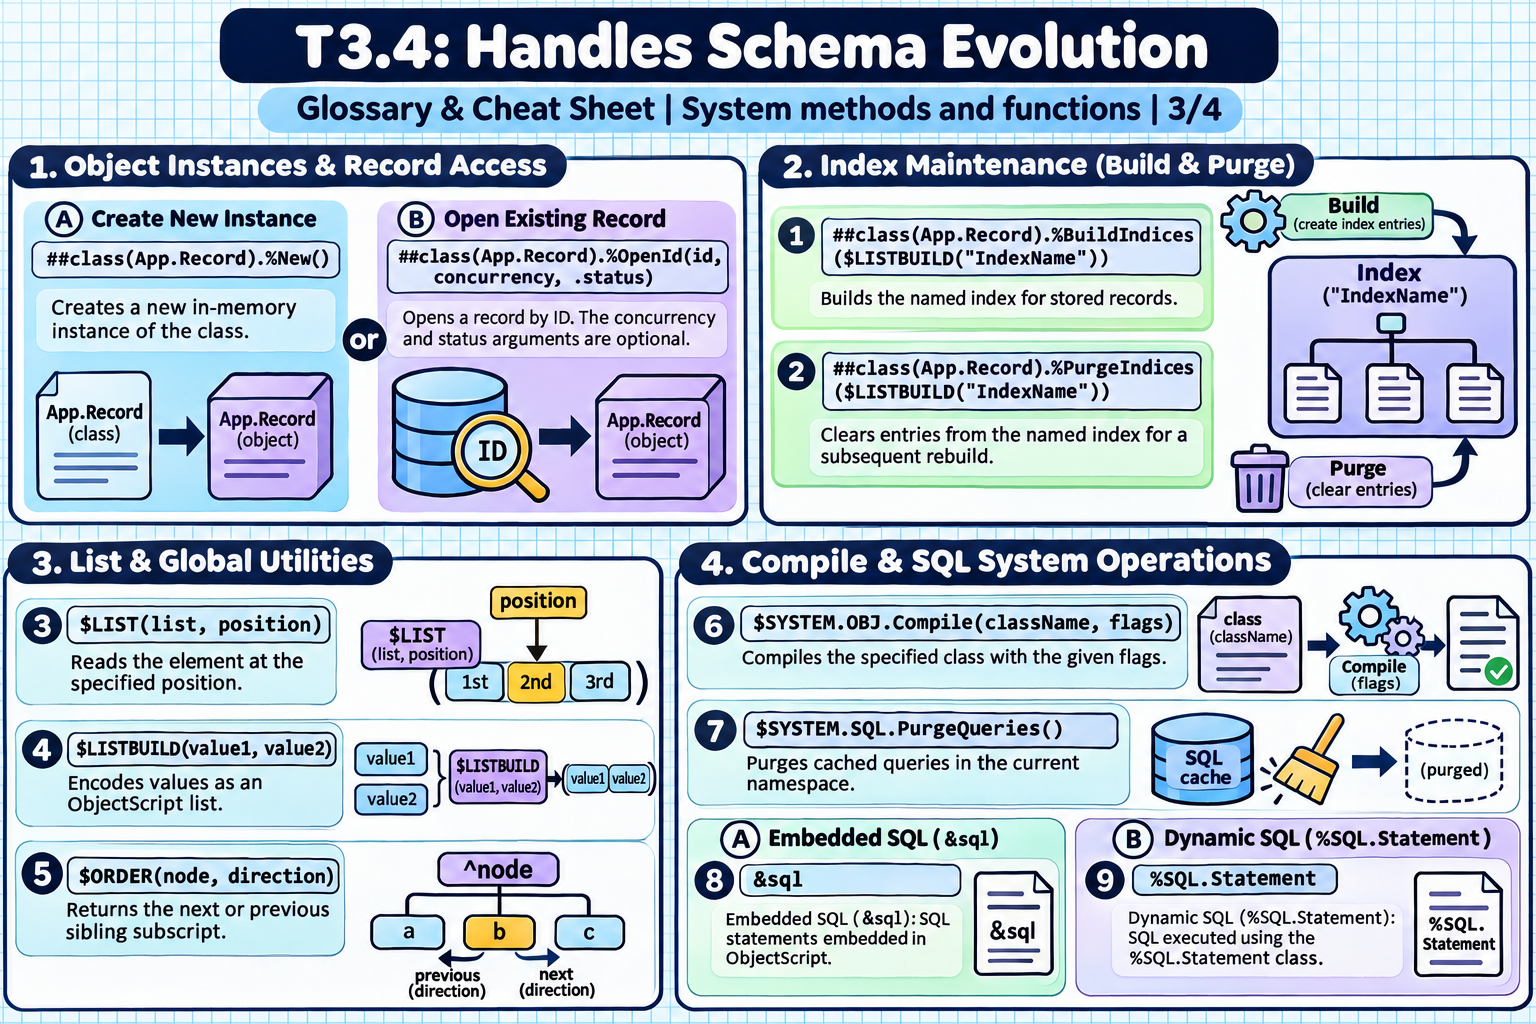 T3.4: Handles Schema Evolution
Glossary & Cheat Sheet | System methods and functions | 3/4
1. Object Instances & Record Access
A Create New Instance
##class(App.Record).%New()
Creates a new in-memory
instance of the class.
App.Record
(class)
App.Record
(object)
or
B Open Existing Record
##class(App.Record).%OpenId(id,
concurrency, .status)
Opens a record by ID. The concurrency
and status arguments are optional.
ID
App.Record
(object)
2. Index Maintenance (Build & Purge)
1 ##class(App.Record).%BuildIndices
($LISTBUILD("IndexName"))
Builds the named index for stored records.
2 ##class(App.Record).%PurgeIndices
($LISTBUILD("IndexName"))
Clears entries from the named index for a
subsequent rebuild.
Build
(create index entries)
Index
("IndexName")
Purge
(clear entries)
3. List & Global Utilities
3 $LIST(list, position)
Reads the element at the
specified position.
position
$LIST
(list, position)
( 1st 2nd 3rd )
4 $LISTBUILD(value1, value2)
Encodes values as an
ObjectScript list.
value1
value2
$LISTBUILD
(value1, value2)
(value1 value2)
5 $ORDER(node, direction)
Returns the next or previous
sibling subscript.
^node
a b c
previous
(direction)
next
(direction)
4. Compile & SQL System Operations
6 $SYSTEM.OBJ.Compile(className, flags)
Compiles the specified class with the given flags.
class
(className)
Compile
(flags)
7 $SYSTEM.SQL.PurgeQueries()
Purges cached queries in the current
namespace.
SQL
cache
(purged)
A Embedded SQL (&sql)
8 &sql
Embedded SQL (&sql): SQL
statements embedded in
ObjectScript.
&sql
B Dynamic SQL (%SQL.Statement)
9 %SQL.Statement
Dynamic SQL (%SQL.Statement):
SQL executed using the
%SQL.Statement class.
%SQL.
Statement